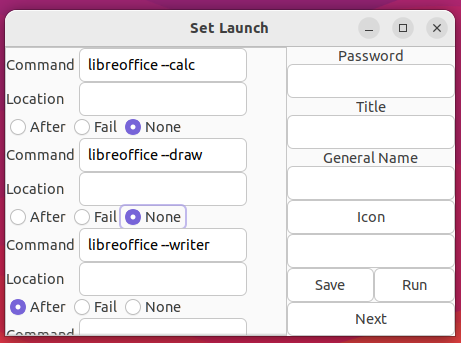 Set Launch
Command libreoffice --calc
Location
After Fail None
Command libreoffice --draw
Location
After Fail None
Command libreoffice --writer
Location
After Fail None
Command
Password
Title
General Name
Icon
Save Run
Next